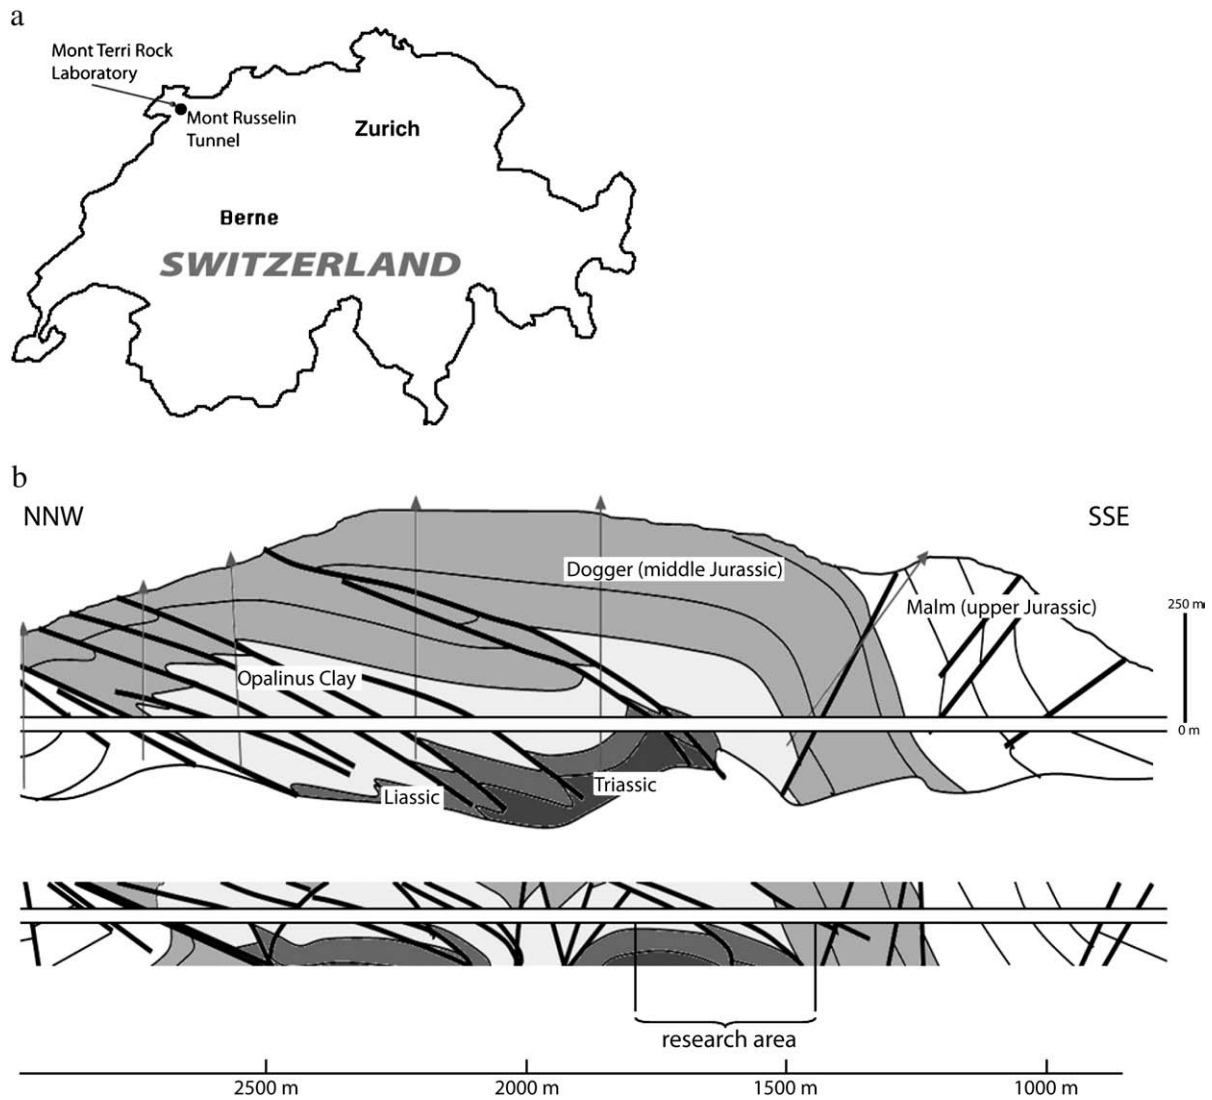 a
Mont Terri Rock
Laboratory
Mont Russelin
Tunnel
Zurich
Berne
SWITZERLAND
b
NNW
SSE
Dogger (middle Jurassic)
Malm (upper Jurassic)
250 m
Opalinus Clay
0 m
Triassic
Liassic
research area
2500 m
2000 m
1500 m
1000 m